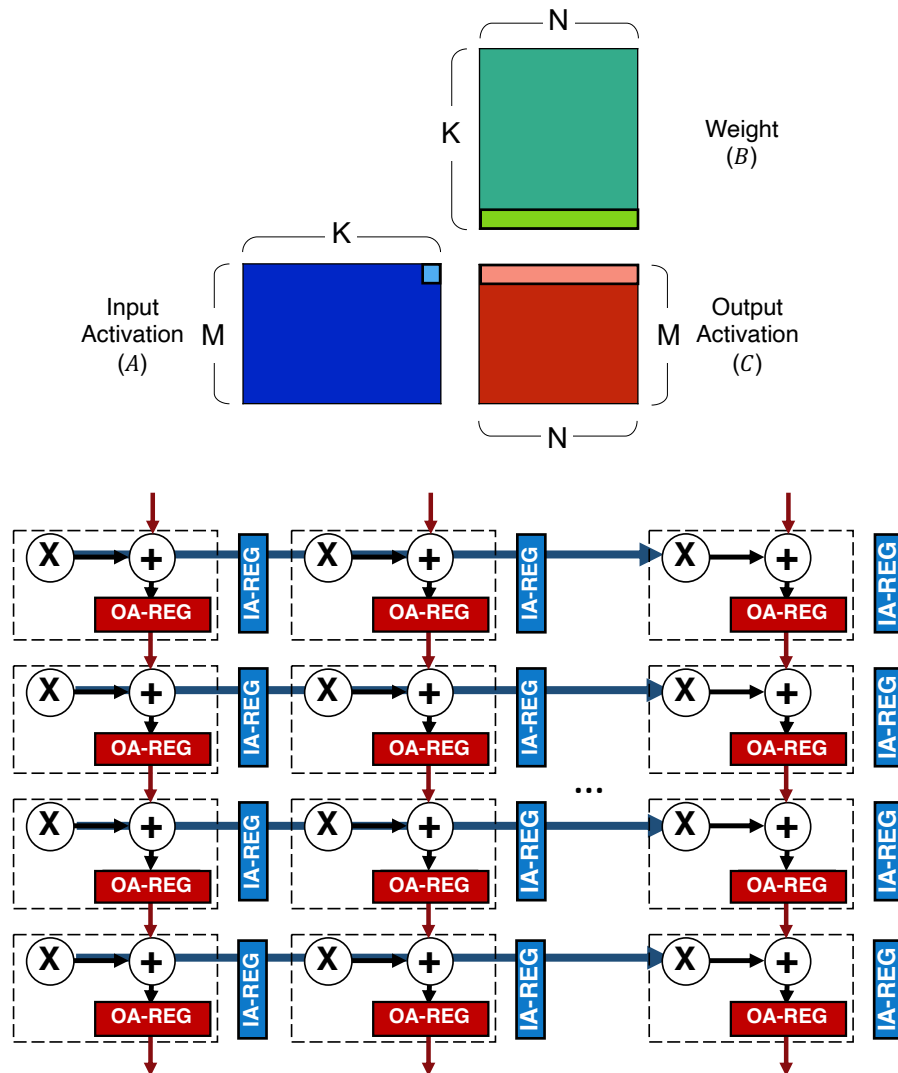 N
K
Weight
(B)
K
Input
Activation
(A)
M
M
Output
Activation
(C)
N
X + IA-REG X + IA-REG X + IA-REG
OA-REG OA-REG OA-REG
X + IA-REG X + IA-REG X + IA-REG
OA-REG OA-REG OA-REG
...
X + IA-REG X + IA-REG X + IA-REG
OA-REG OA-REG OA-REG
X + IA-REG X + IA-REG X + IA-REG
OA-REG OA-REG OA-REG